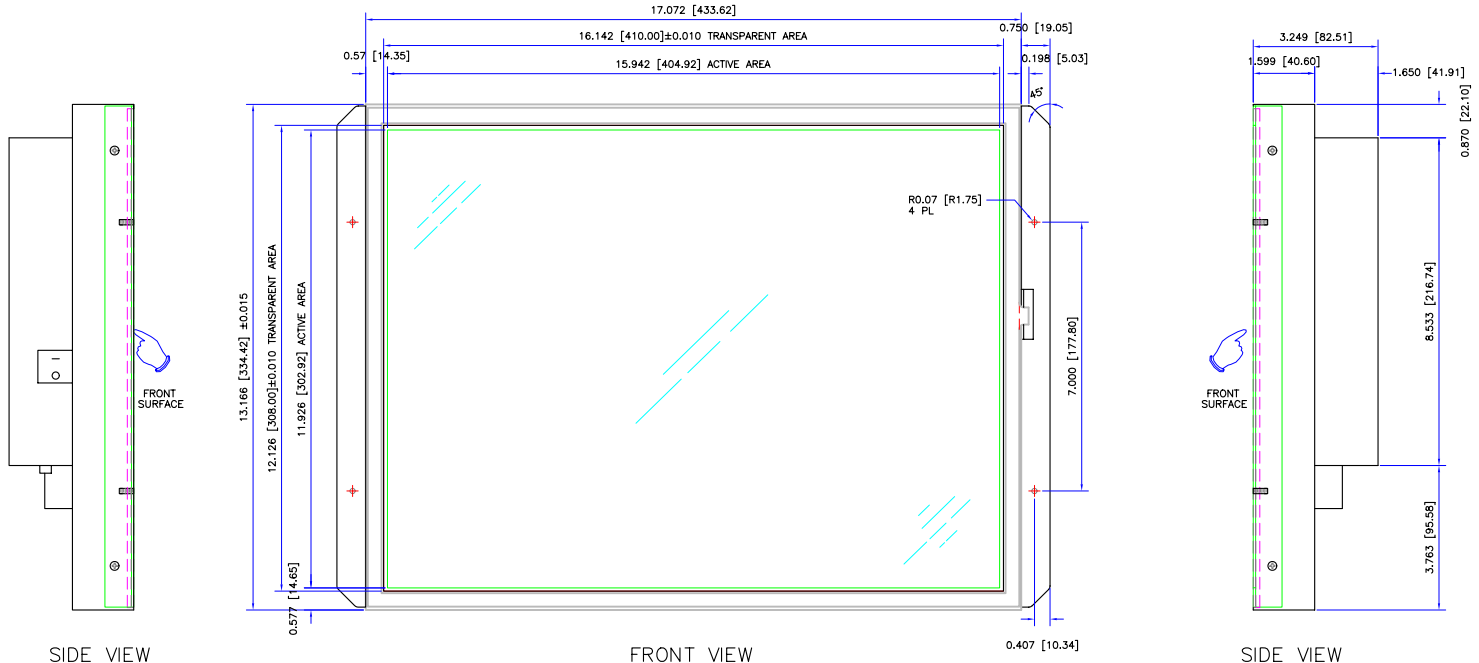 17.072 [433.62]
16.142 [410.00]±0.010 TRANSPARENT AREA
0.750 [19.05]
0.57 [14.35]
15.942 [404.92] ACTIVE AREA
0.198 [5.03]
45°
3.249 [82.51]
1.599 [40.60]
1.650 [41.91]
0.870 [22.10]
R0.07 [R1.75]
4 PL
13.166 [334.42] ±0.015
12.126 [308.00]±0.010 TRANSPARENT AREA
11.926 [302.92] ACTIVE AREA
7.000 [177.80]
8.533 [216.74]
FRONT
SURFACE
FRONT
SURFACE
3.763 [95.58]
0.577 [14.65]
0.407 [10.34]
SIDE VIEW
FRONT VIEW
SIDE VIEW